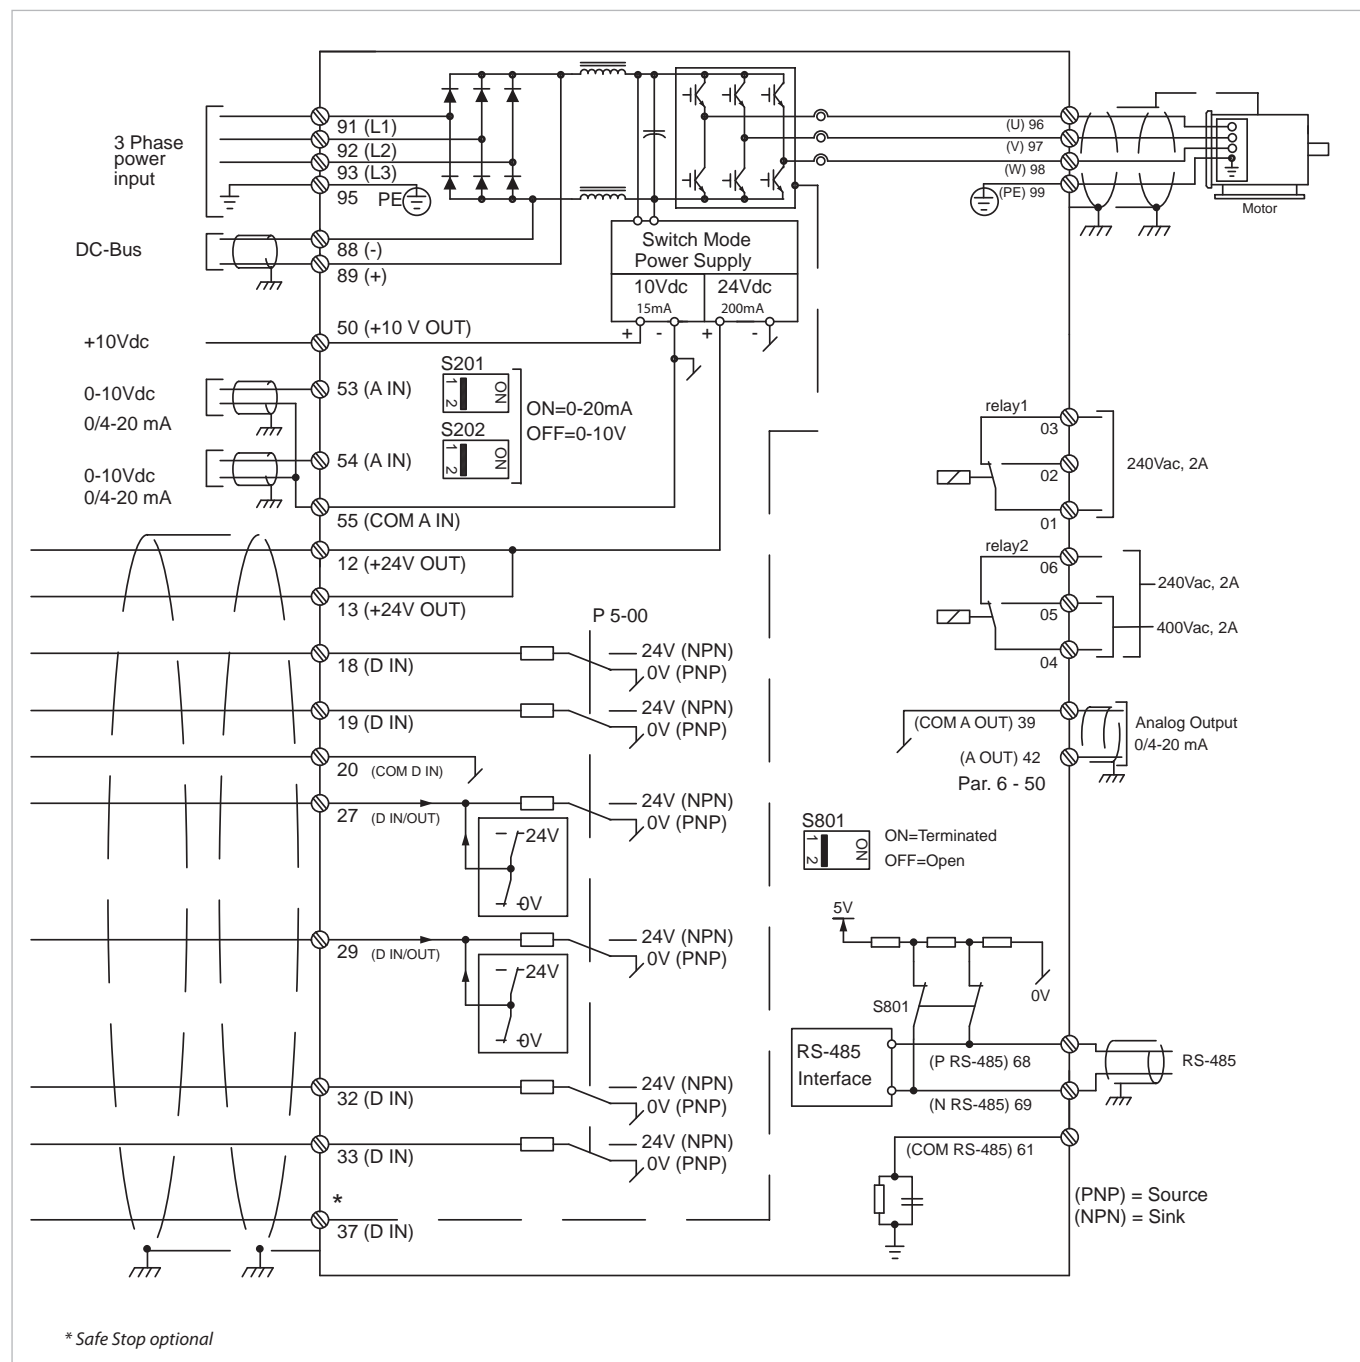 3 Phase
power
input
91 (L1)
92 (L2)
93 (L3)
95
PE
DC-Bus
88 (-)
89 (+)
Switch Mode
Power Supply
10Vdc
15mA
24Vdc
200mA
+ - + -
(U) 96
(V) 97
(W) 98
(PE) 99
Motor
+10Vdc
50 (+10 V OUT)
0-10Vdc
0/4-20 mA
53 (A IN)
S201
1
2
ON
S202
1
2
ON
ON=0-20mA
OFF=0-10V
0-10Vdc
0/4-20 mA
54 (A IN)
55 (COM A IN)
12 (+24V OUT)
13 (+24V OUT)
P 5-00
18 (D IN)
24V (NPN)
0V (PNP)
19 (D IN)
24V (NPN)
0V (PNP)
20 (COM D IN)
27 (D IN/OUT)
24V (NPN)
0V (PNP)
24V
0V
29 (D IN/OUT)
24V (NPN)
0V (PNP)
24V
0V
32 (D IN)
24V (NPN)
0V (PNP)
33 (D IN)
24V (NPN)
0V (PNP)
*
37 (D IN)
relay1
03
02
01
240Vac, 2A
relay2
06
05
04
240Vac, 2A
400Vac, 2A
(COM A OUT) 39
(A OUT) 42
Analog Output
0/4-20 mA
Par. 6 - 50
S801
1
2
ON
ON=Terminated
OFF=Open
5V
0V
S801
RS-485
Interface
(P RS-485) 68
(N RS-485) 69
RS-485
(COM RS-485) 61
(PNP) = Source
(NPN) = Sink
* Safe Stop optional